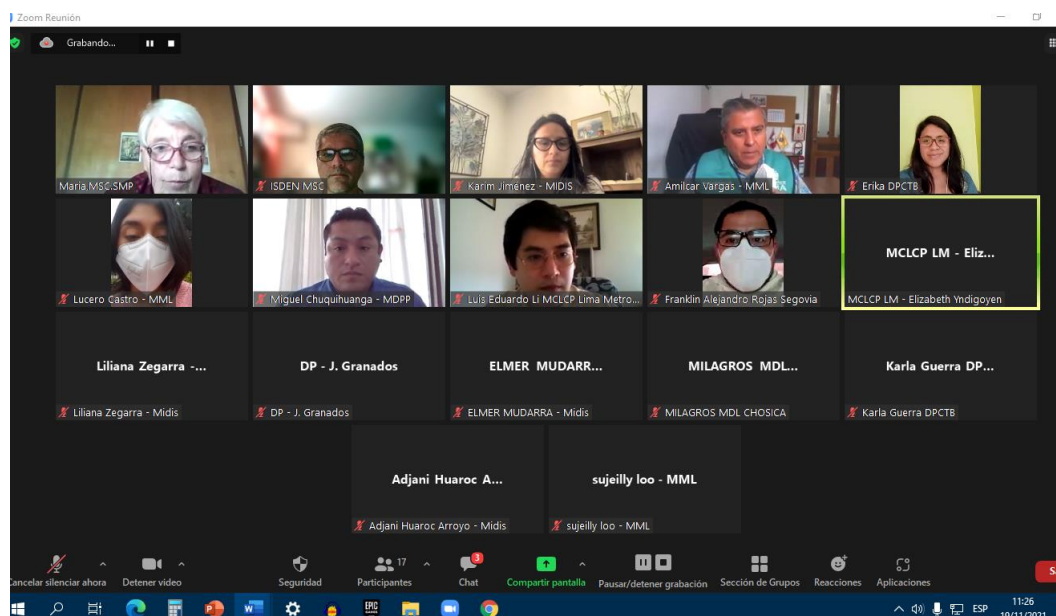 Zoom Reunión
Grabando...
Maria,MSC.SMP
ISDEN MSC
Karim Jiménez - MIDIS
Amilcar Vargas - MML
Erika DPCTB
Lucero Castro - MML
Miguel Chuquihuanga - MDPP
Luis Eduardo Li MCLCP Lima Metro...
Franklin Alejandro Rojas Segovia
MCLCP LM - Eliz...
MCLCP LM - Elizabeth Yndigoyen
Liliana Zegarra -...
Liliana Zegarra - Midis
DP - J. Granados
DP - J. Granados
ELMER MUDARR...
ELMER MUDARRA - Midis
MILAGROS MDL...
MILAGROS MDL CHOSICA
Karla Guerra DP...
Karla Guerra DPCTB
Adjani Huaroc A...
Adjani Huaroc Arroyo - Midis
sujeilly loo - MML
sujeilly loo - MML
Cancelar silenciar ahora
Detener video
Seguridad
17
Participantes
3
Chat
Compartir pantalla
Pausar/detener grabación
Sección de Grupos
Reacciones
Aplicaciones
EPIC
ESP
11:26
19/11/2021